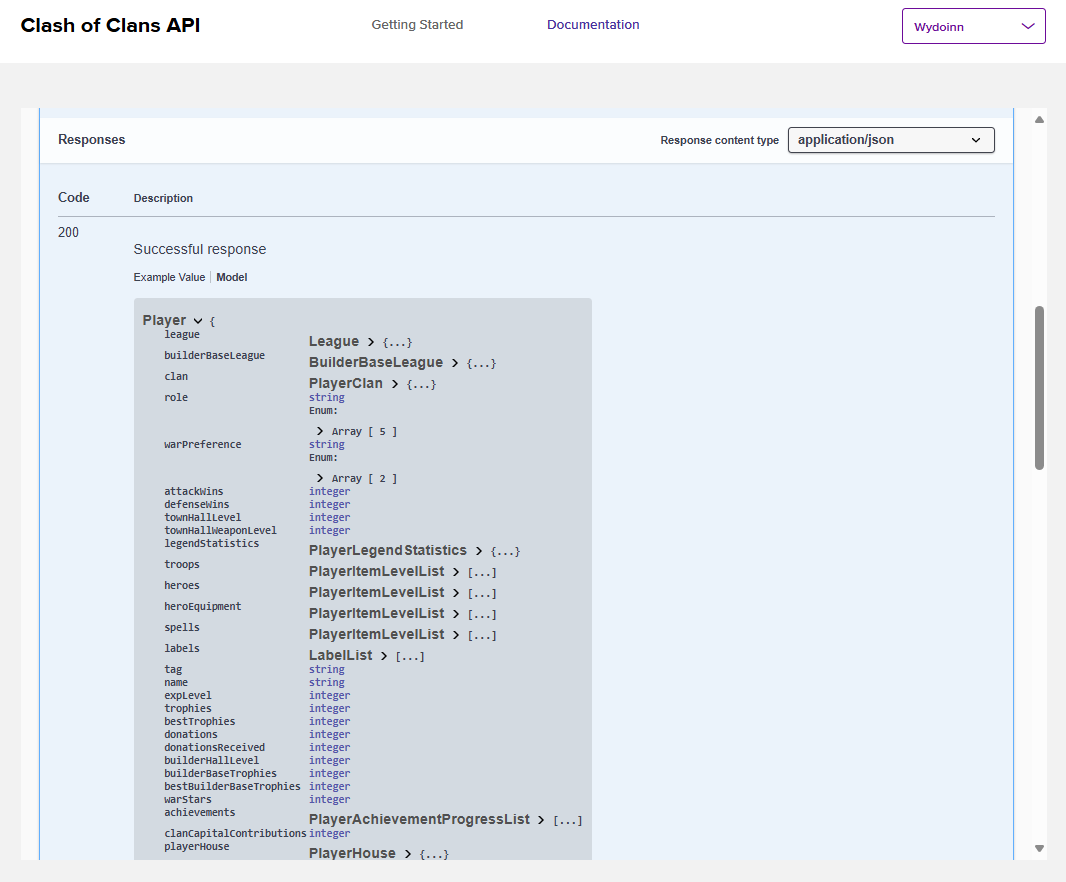 Clash of Clans API
Getting Started
Documentation
Wydoinn
Responses
Response content type
application/json
Code
Description
200
Successful response
Example Value
Model
Player {
league League {...}
builderBaseLeague BuilderBaseLeague {...}
clan PlayerClan {...}
role string
Enum:
Array [ 5 ]
warPreference string
Enum:
Array [ 2 ]
attackWins integer
defenseWins integer
townHallLevel integer
townHallWeaponLevel integer
legendStatistics PlayerLegendStatistics {...}
troops PlayerItemLevelList [...]
heroes PlayerItemLevelList [...]
heroEquipment PlayerItemLevelList [...]
spells PlayerItemLevelList [...]
labels LabelList [...]
tag string
name string
expLevel integer
trophies integer
bestTrophies integer
donations integer
donationsReceived integer
builderHallLevel integer
builderBaseTrophies integer
bestBuilderBaseTrophies integer
warStars integer
achievements PlayerAchievementProgressList [...]
clanCapitalContributions integer
playerHouse PlayerHouse {...}